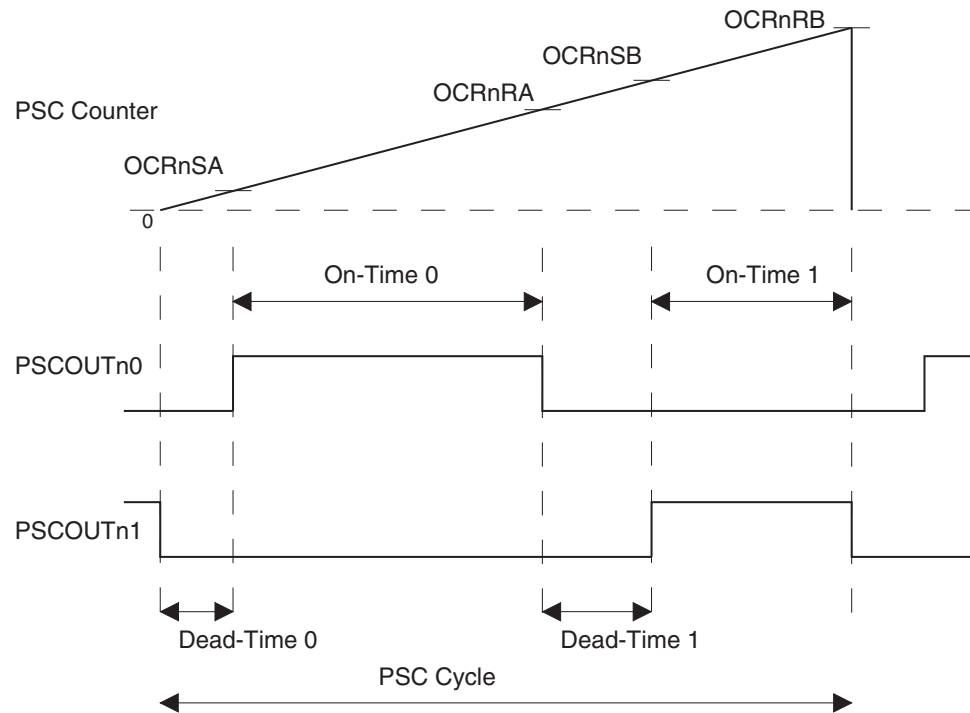 OCRnRB
OCRnSB
OCRnRA
PSC Counter
OCRnSA
0
On-Time 0
On-Time 1
PSCOUTn0
PSCOUTn1
Dead-Time 0
Dead-Time 1
PSC Cycle